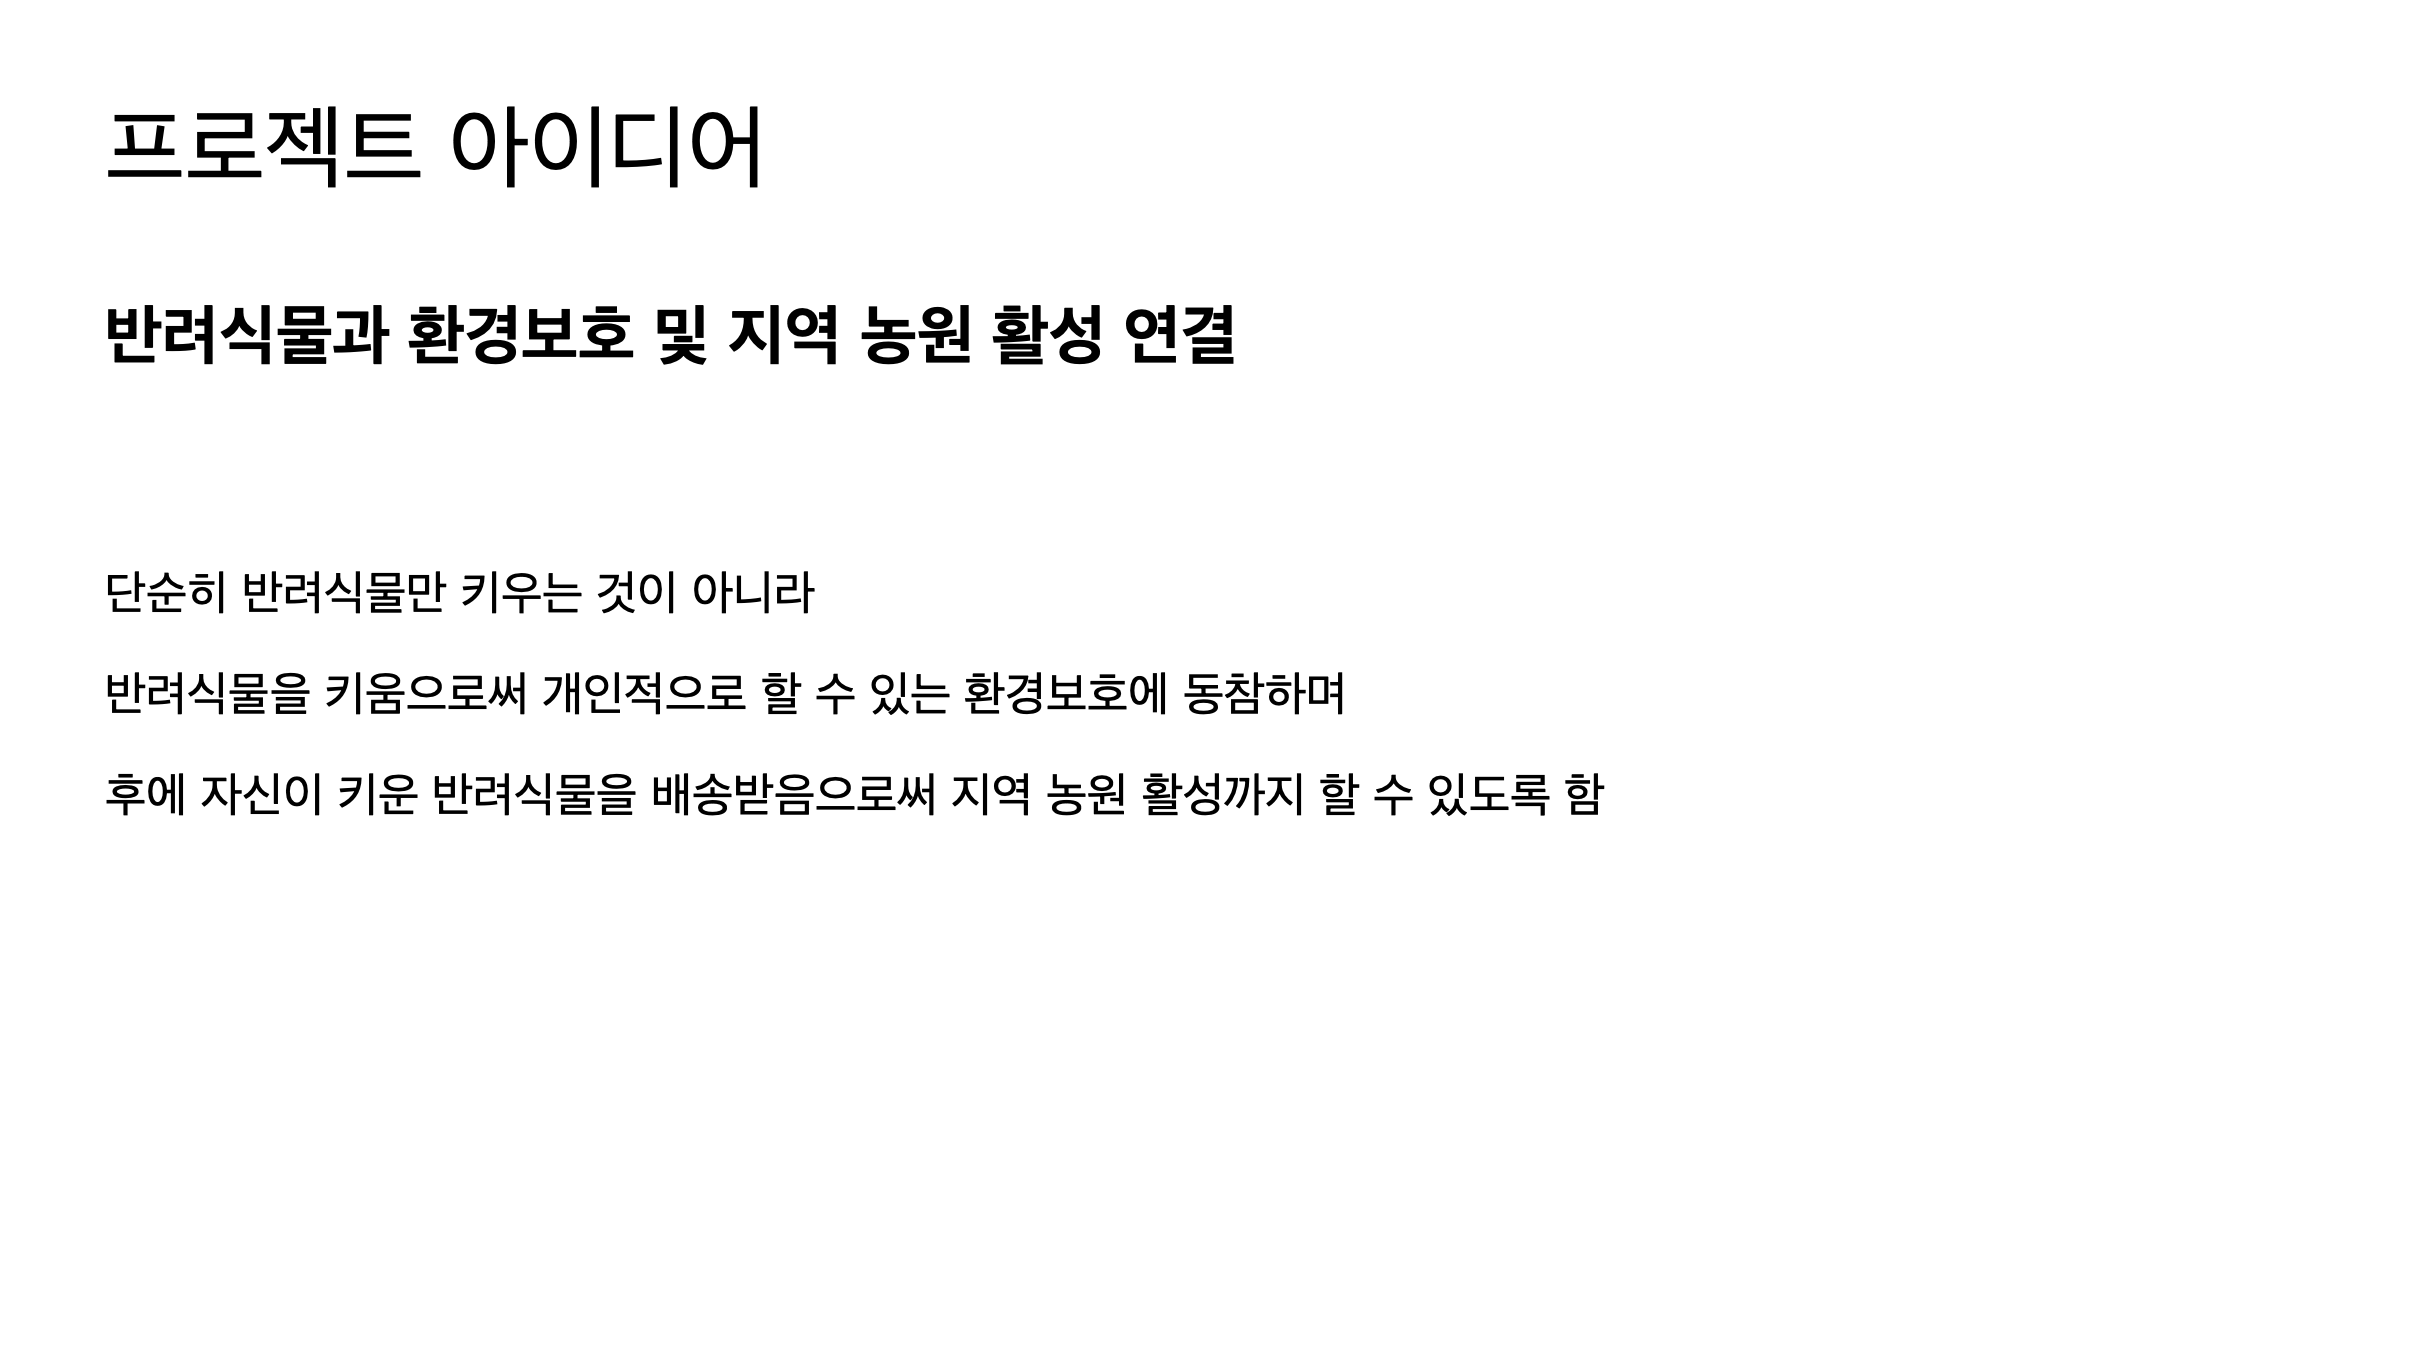 프로젝트 아이디어
반려식물과 환경보호 및 지역 농원 활성 연결
단순히 반려식물만 키우는 것이 아니라
반려식물을 키움으로써 개인적으로 할 수 있는 환경보호에 동참하며
후에 자신이 키운 반려식물을 배송받음으로써 지역 농원 활성까지 할 수 있도록 함